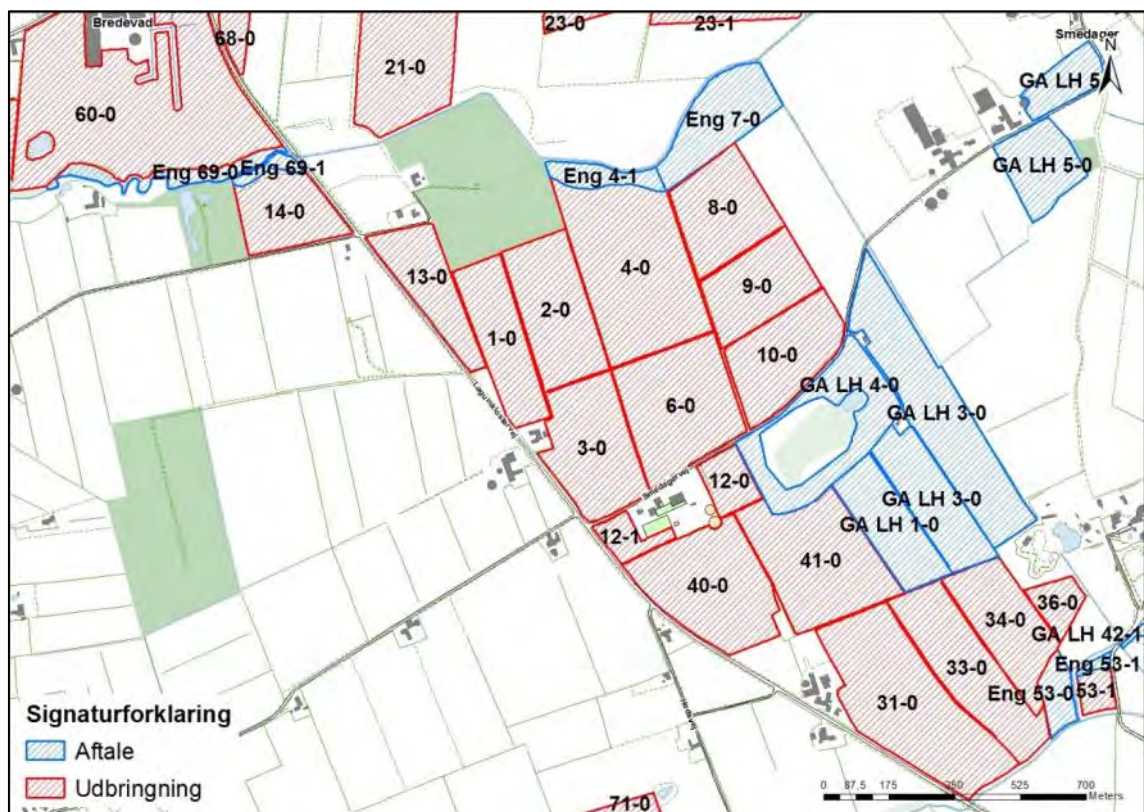 Bredevad
68-0
23-0
23-1
Smedager
N
21-0
GA LH 5
60-0
Eng 7-0
Eng 69-0
Eng 69-1
Eng 4-1
GA LH 5-0
14-0
8-0
13-0
4-0
2-0
9-0
1-0
10-0
GA LH 4-0
6-0
GA LH 3-0
3-0
Smedagervej
12-0
GA LH 3-0
GA LH 1-0
12-1
41-0
40-0
34-0
36-0
GA LH 42-1
33-0
Eng 53-1
Eng 53-0
53-1
31-0
Signaturforklaring
Aftale
Udbringning
71-0
0 87,5 175 350 525 700
Meters